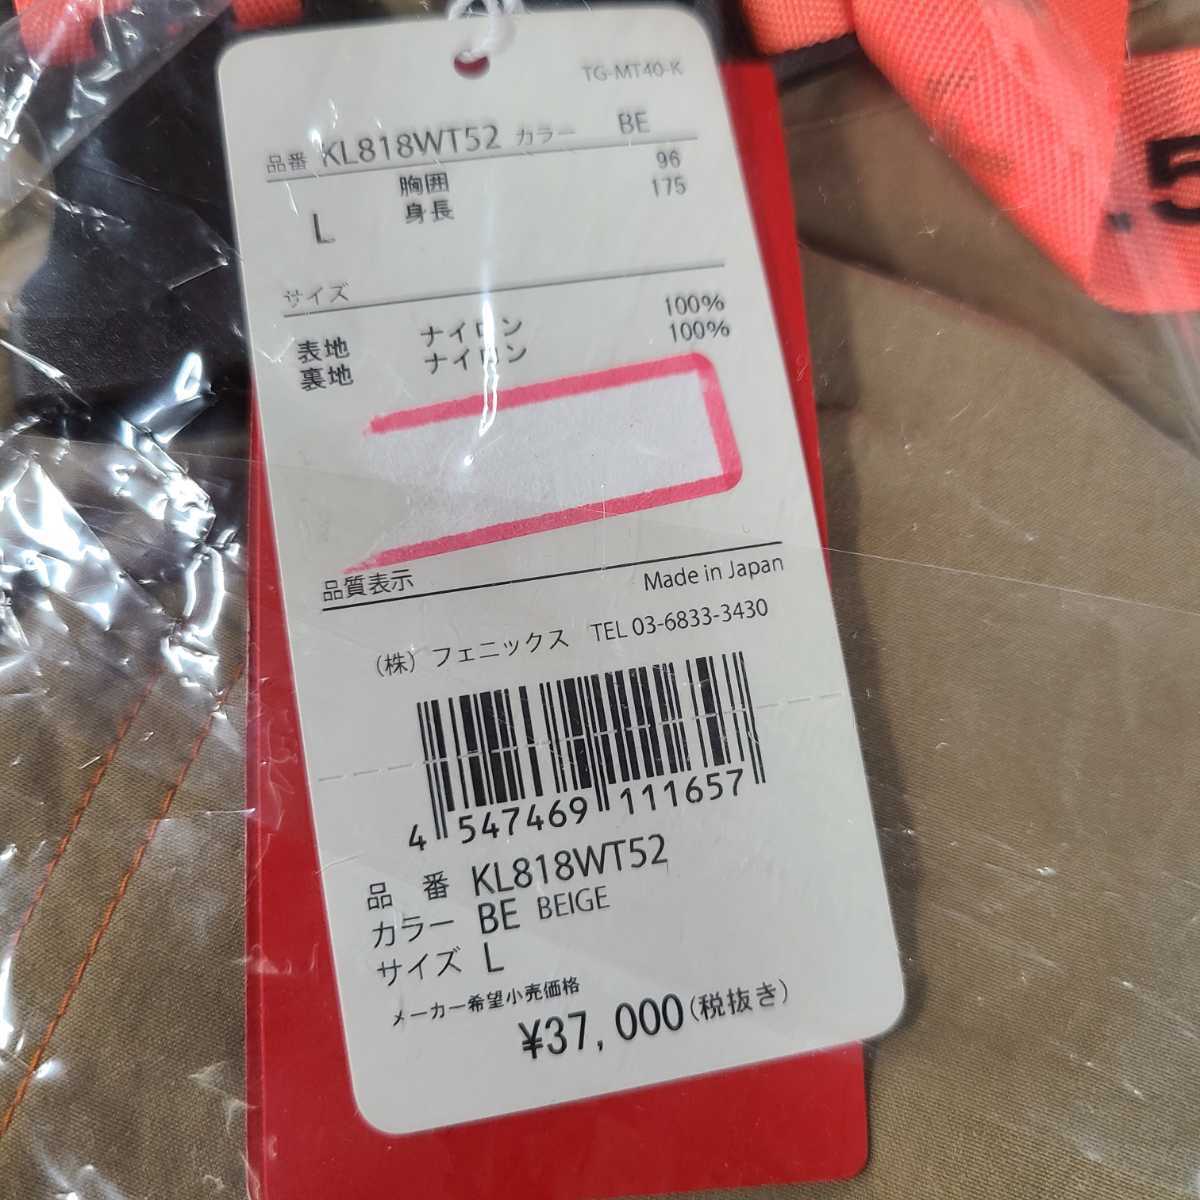 TG-MT40-K
品番 KL818WT52 カラー BE
胸囲 96
身長 175
L
サイズ
表地 ナイロン 100%
裏地 ナイロン 100%
品質表示 Made in Japan
(株)フェニックス TEL 03-6833-3430
4 547469 111657
品 番 KL818WT52
カラー BE BEIGE
サイズ L
メーカー希望小売価格
¥37,000(税抜き)
5